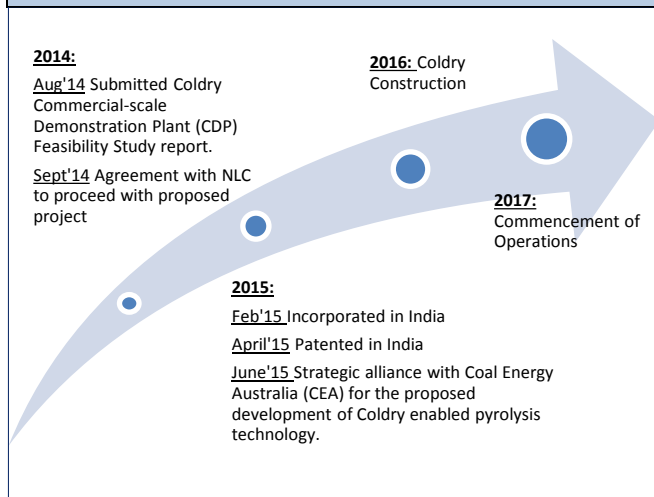 2014:
Aug'14 Submitted Coldry
Commercial-scale
Demonstration Plant (CDP)
Feasibility Study report.
Sept'14 Agreement with NLC
to proceed with proposed
project
2015:
Feb'15 Incorporated in India
April'15 Patented in India
June'15 Strategic alliance with Coal Energy
Australia (CEA) for the proposed
development of Coldry enabled pyrolysis
technology.
2016: Coldry
Construction
2017:
Commencement of
Operations